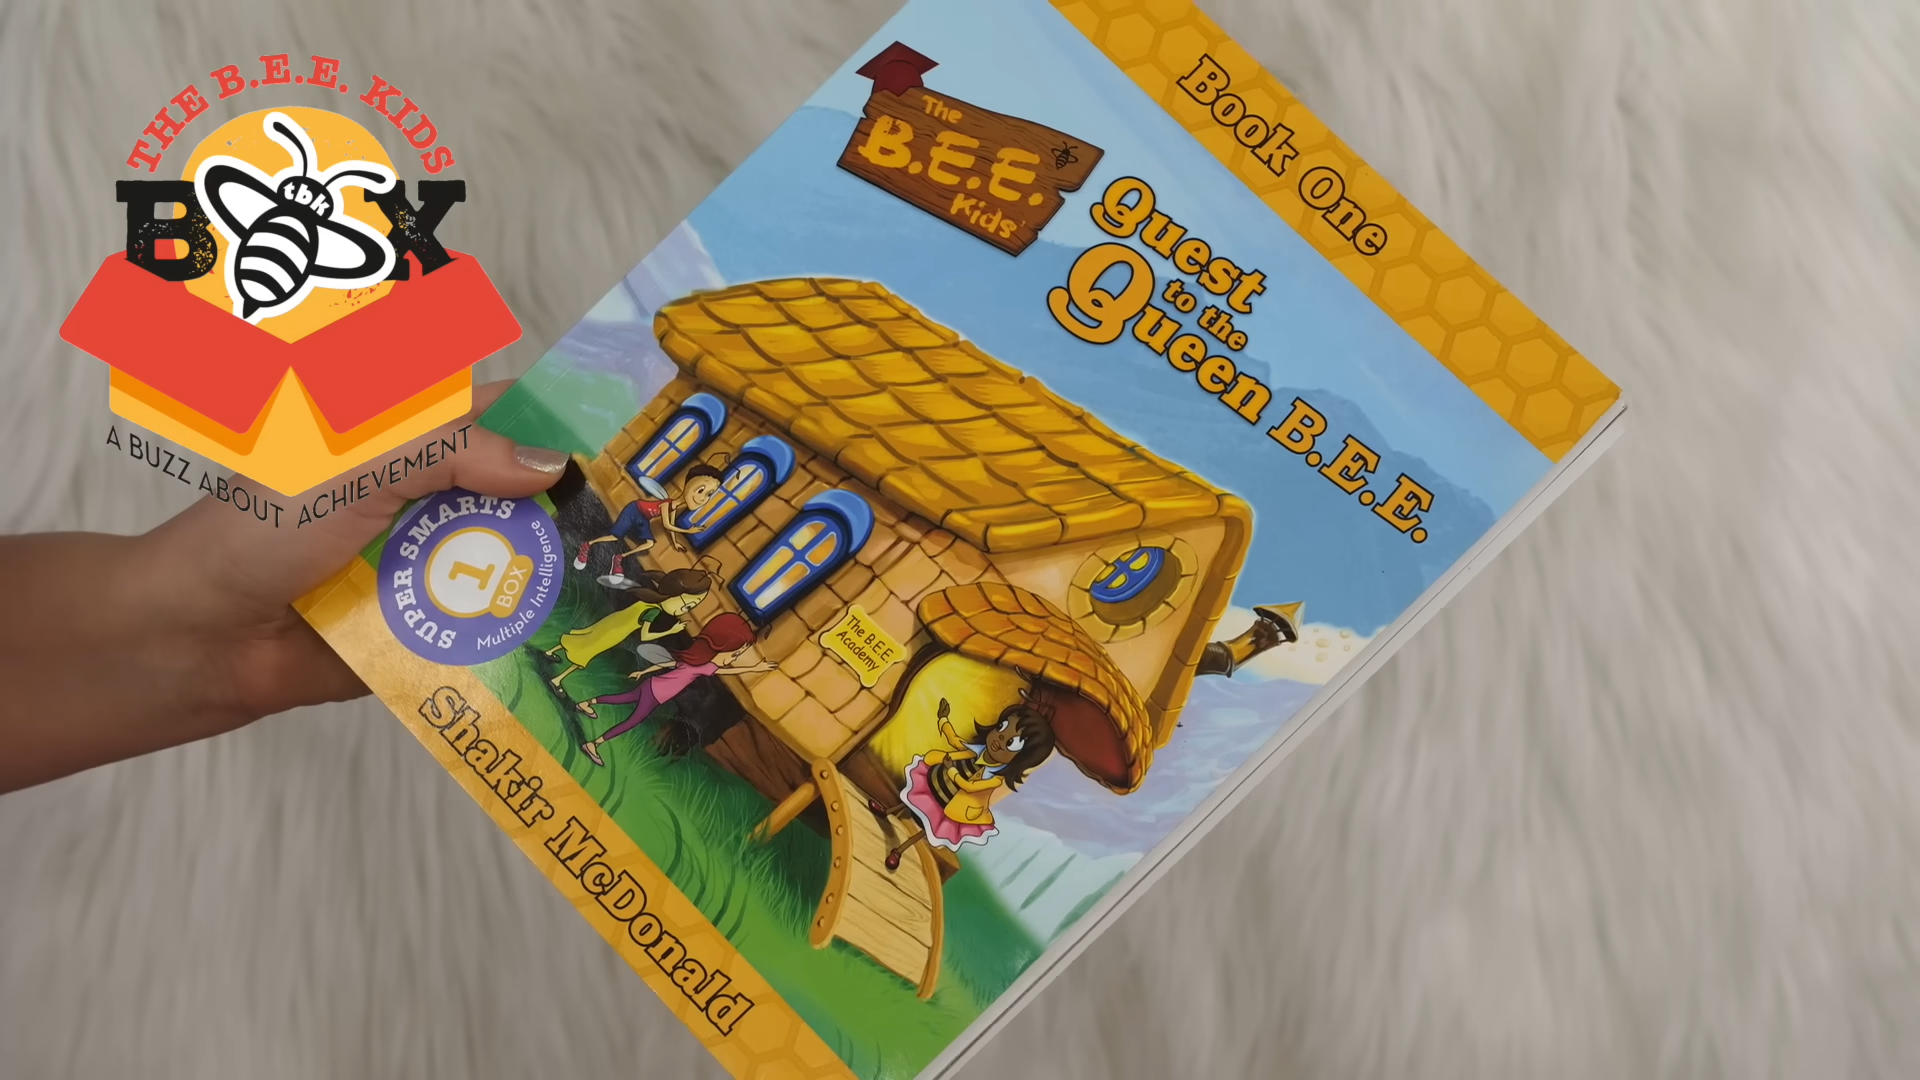 THE B.E.E. KIDS
BOX
tbk
A BUZZ ABOUT ACHIEVEMENT
Book One
The
B.E.E.
Kids'
Quest
to the
Queen B.E.E.
The B.E.E.
Academy
SUPER SMARTS
1
BOX
Multiple Intelligence
Shakir McDonald